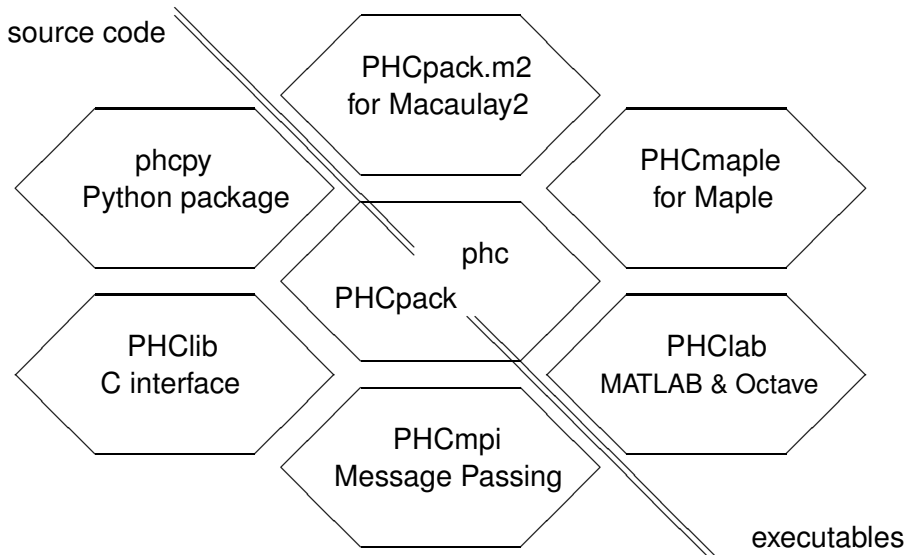 source code
PHCpack.m2
for Macaulay2
phcpy
Python package
PHCmaple
for Maple
phc
PHCpack
PHClib
C interface
PHClab
MATLAB & Octave
PHCmpi
Message Passing
executables